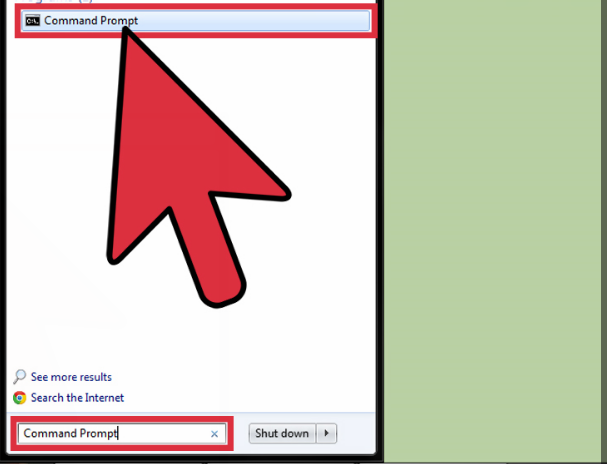 Command Prompt
See more results
Search the Internet
Command Prompt
Shut down